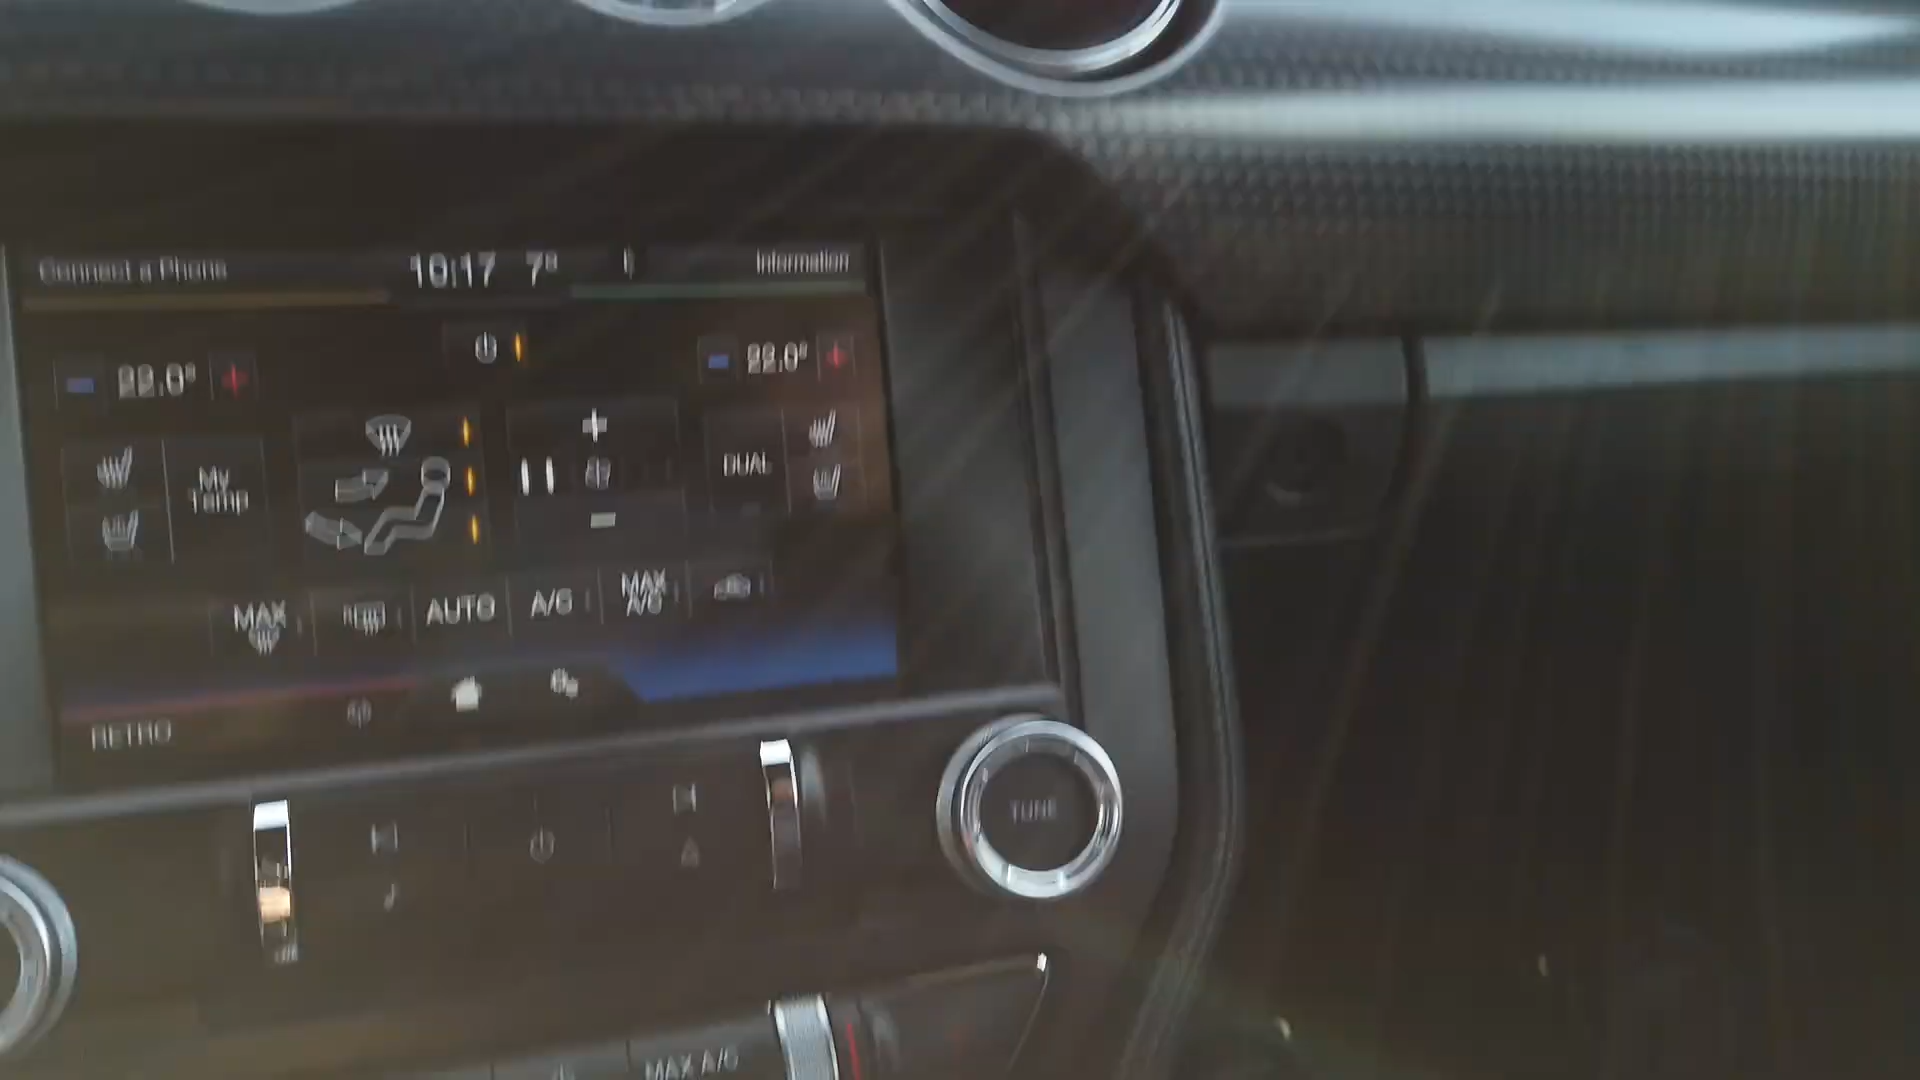 Connect a Phone 10:17 7° Information
22.0° 22.0°
My
Temp
DUAL
MAX AUTO A/C MAX
A/C
RETRO
TUNE
MAX A/C